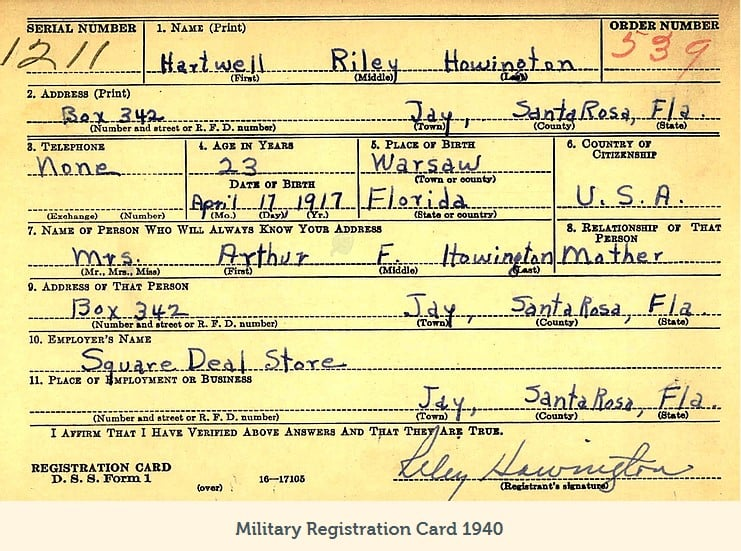 SERIAL NUMBER 1. NAME (Print) ORDER NUMBER
1211 Hartwell Riley Howington 539
(First) (Middle) (Last)
2. ADDRESS (Print)
Box 342 Jay, Santa Rosa, Fla.
(Number and street or R. F. D. number) (Town) (County) (State)
3. TELEPHONE 4. AGE IN YEARS 5. PLACE OF BIRTH 6. COUNTRY OF CITIZENSHIP
None 23 Warsaw
(Town or county)
DATE OF BIRTH
April 17 1917 Florida U.S.A.
(Exchange) (Number) (Mo.) (Day) (Yr.) (State or country)
7. NAME OF PERSON WHO WILL ALWAYS KNOW YOUR ADDRESS 8. RELATIONSHIP OF THAT PERSON
Mrs. Arthur F. Howington Mother
(Mr., Mrs., Miss) (First) (Middle) (Last)
9. ADDRESS OF THAT PERSON
Box 342 Jay, Santa Rosa, Fla.
(Number and street or R. F. D. number) (Town) (County) (State)
10. EMPLOYER'S NAME
Square Deal Store
11. PLACE OF EMPLOYMENT OR BUSINESS
Jay, Santa Rosa, Fla.
(Number and street or R. F. D. number) (Town) (County) (State)
I AFFIRM THAT I HAVE VERIFIED ABOVE ANSWERS AND THAT THEY ARE TRUE.
REGISTRATION CARD Riley Howington
D. S. S. Form 1 (over) 16—17105 (Registrant's signature)
Military Registration Card 1940